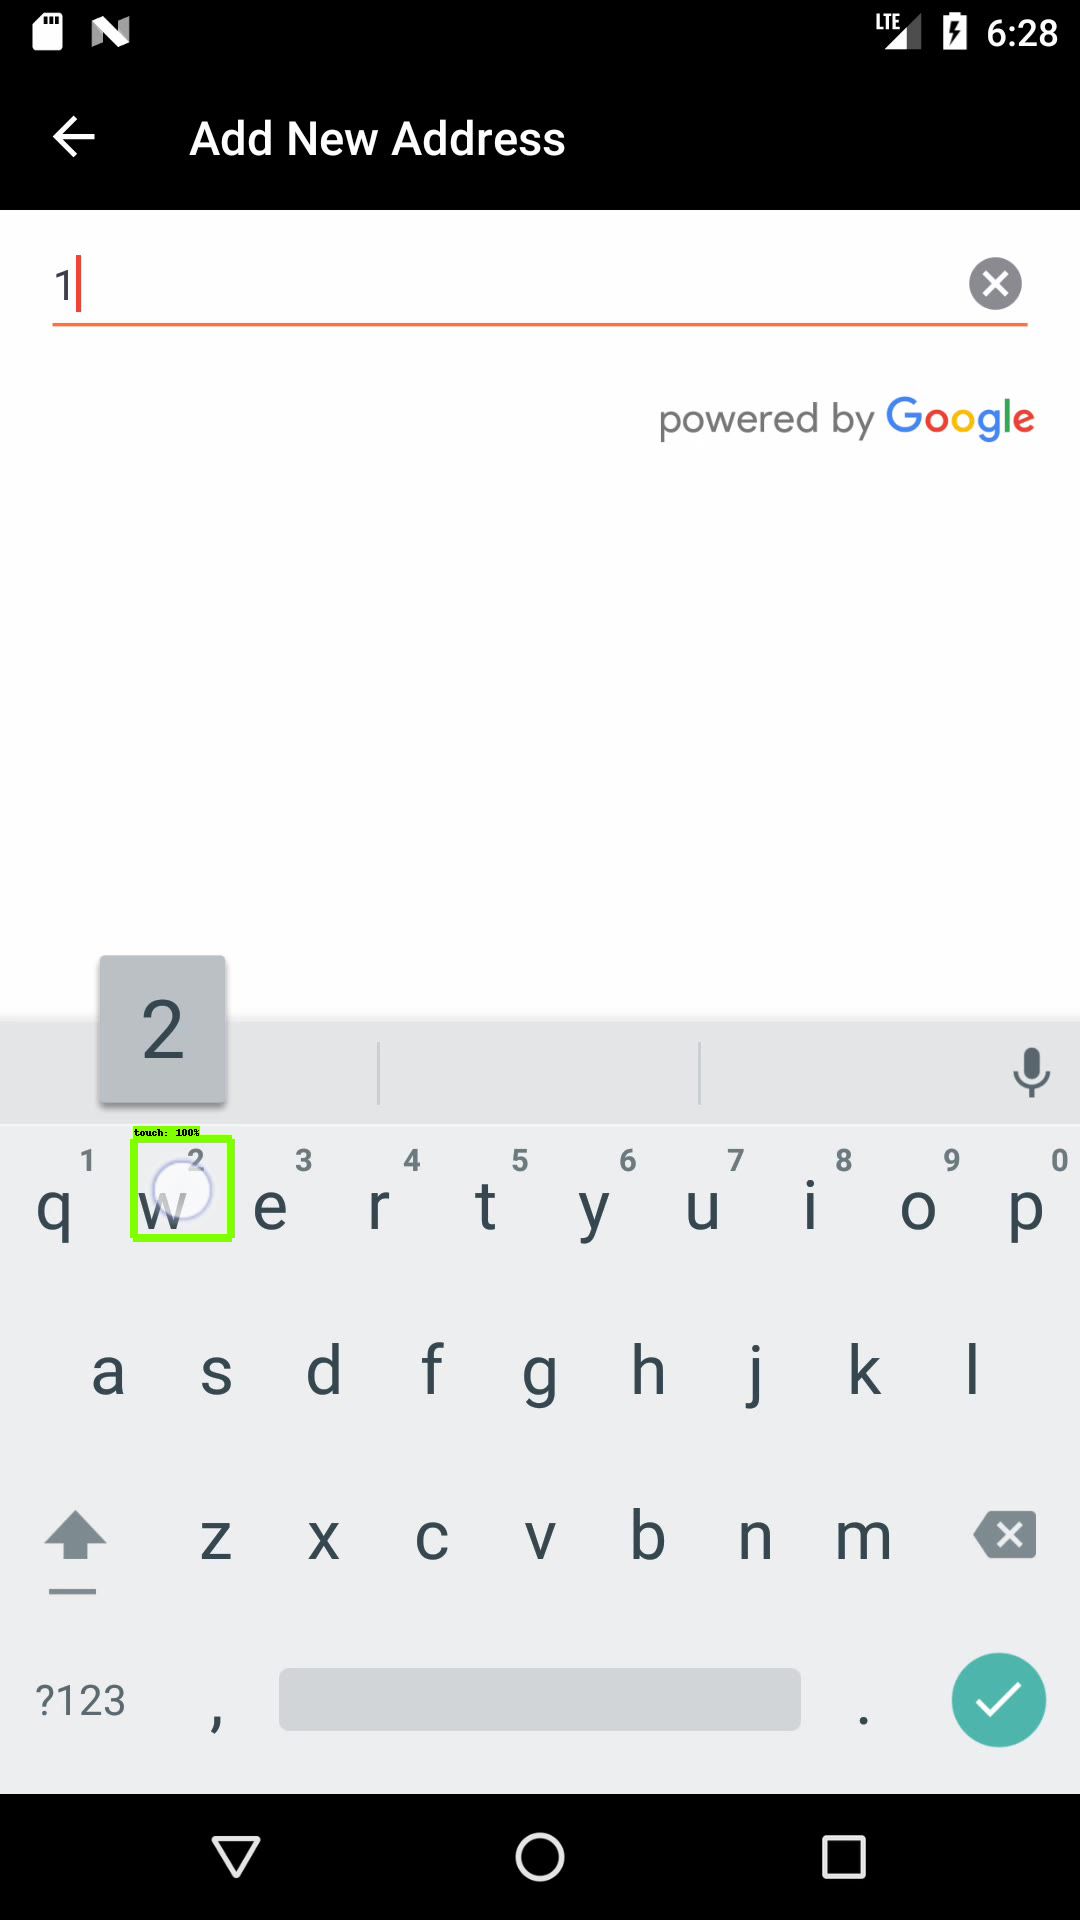 LTE 6:28
Add New Address
1
powered by Google
2
touch: 100%
1 2 3 4 5 6 7 8 9 0
q w e r t y u i o p
a s d f g h j k l
z x c v b n m
?123 , .